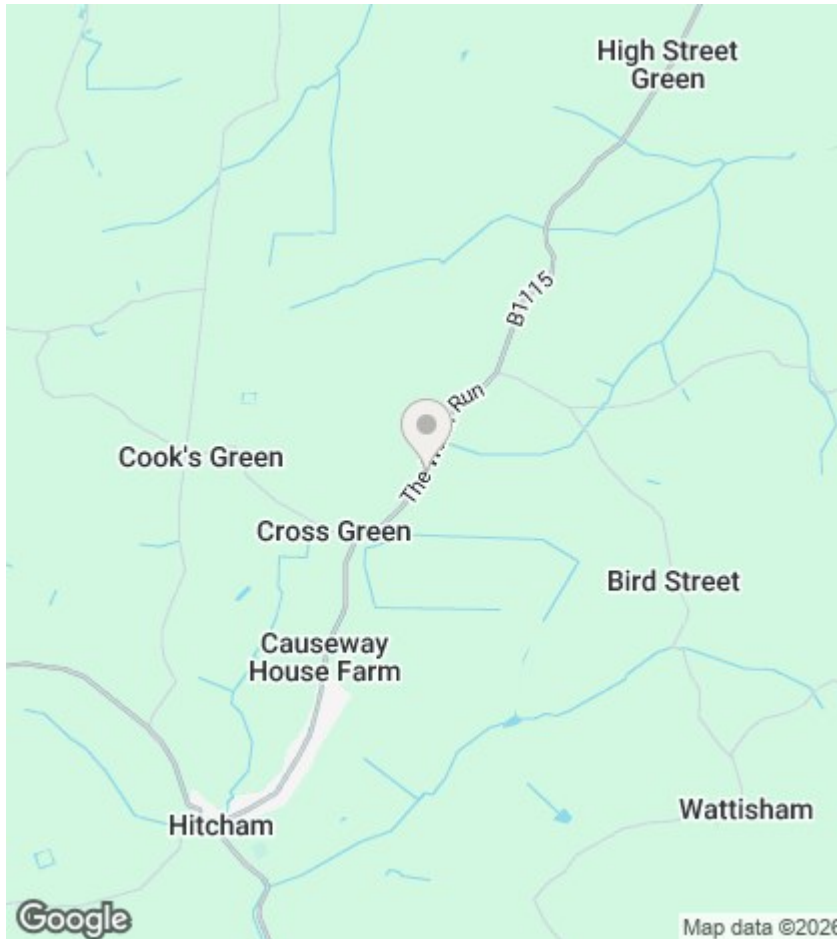 High Street
Green
B1115
Run
The
Cook's Green
Cross Green
Bird Street
Causeway
House Farm
Wattisham
Hitcham
Google
Map data ©2026